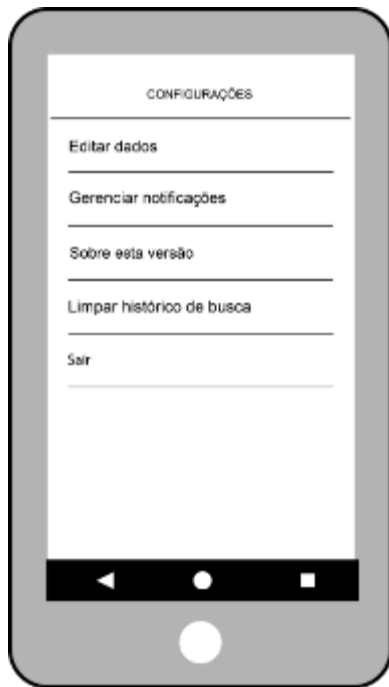 CONFIGURAÇÕES
Editar dados
Gerenciar notificações
Sobre esta versão
Limpar histórico de busca
Sair